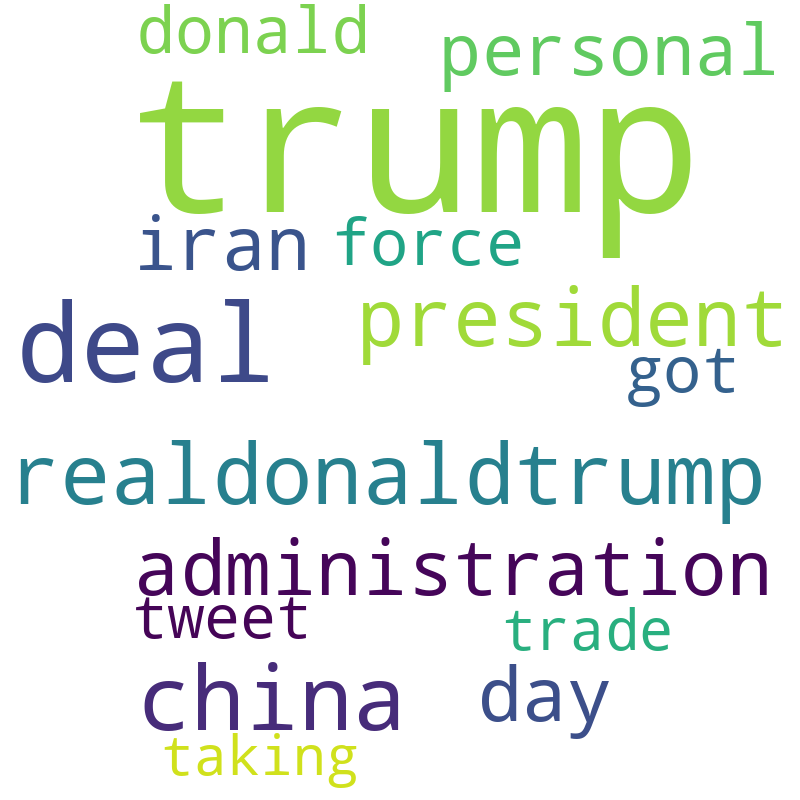 donald
personal
trump
iran force
president
deal
got
realdonaldtrump
administration
tweet
trade
china
day
taking